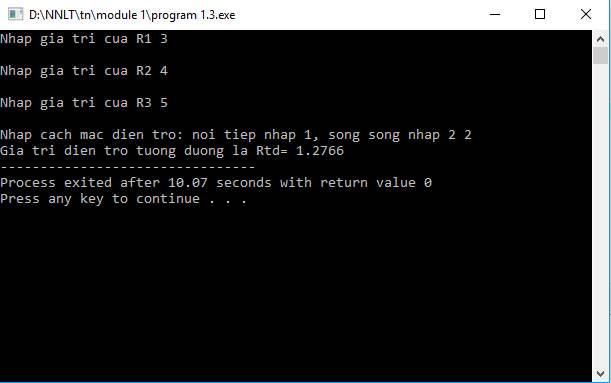 D:\NNLT\tn\module 1\program 1.3.exe
Nhap gia tri cua R1 3
Nhap gia tri cua R2 4
Nhap gia tri cua R3 5
Nhap cach mac dien tro: noi tiep nhap 1, song song nhap 2 2
Gia tri dien tro tuong duong la Rtd= 1.2766
--------------------------------
Process exited after 10.07 seconds with return value 0
Press any key to continue . . .